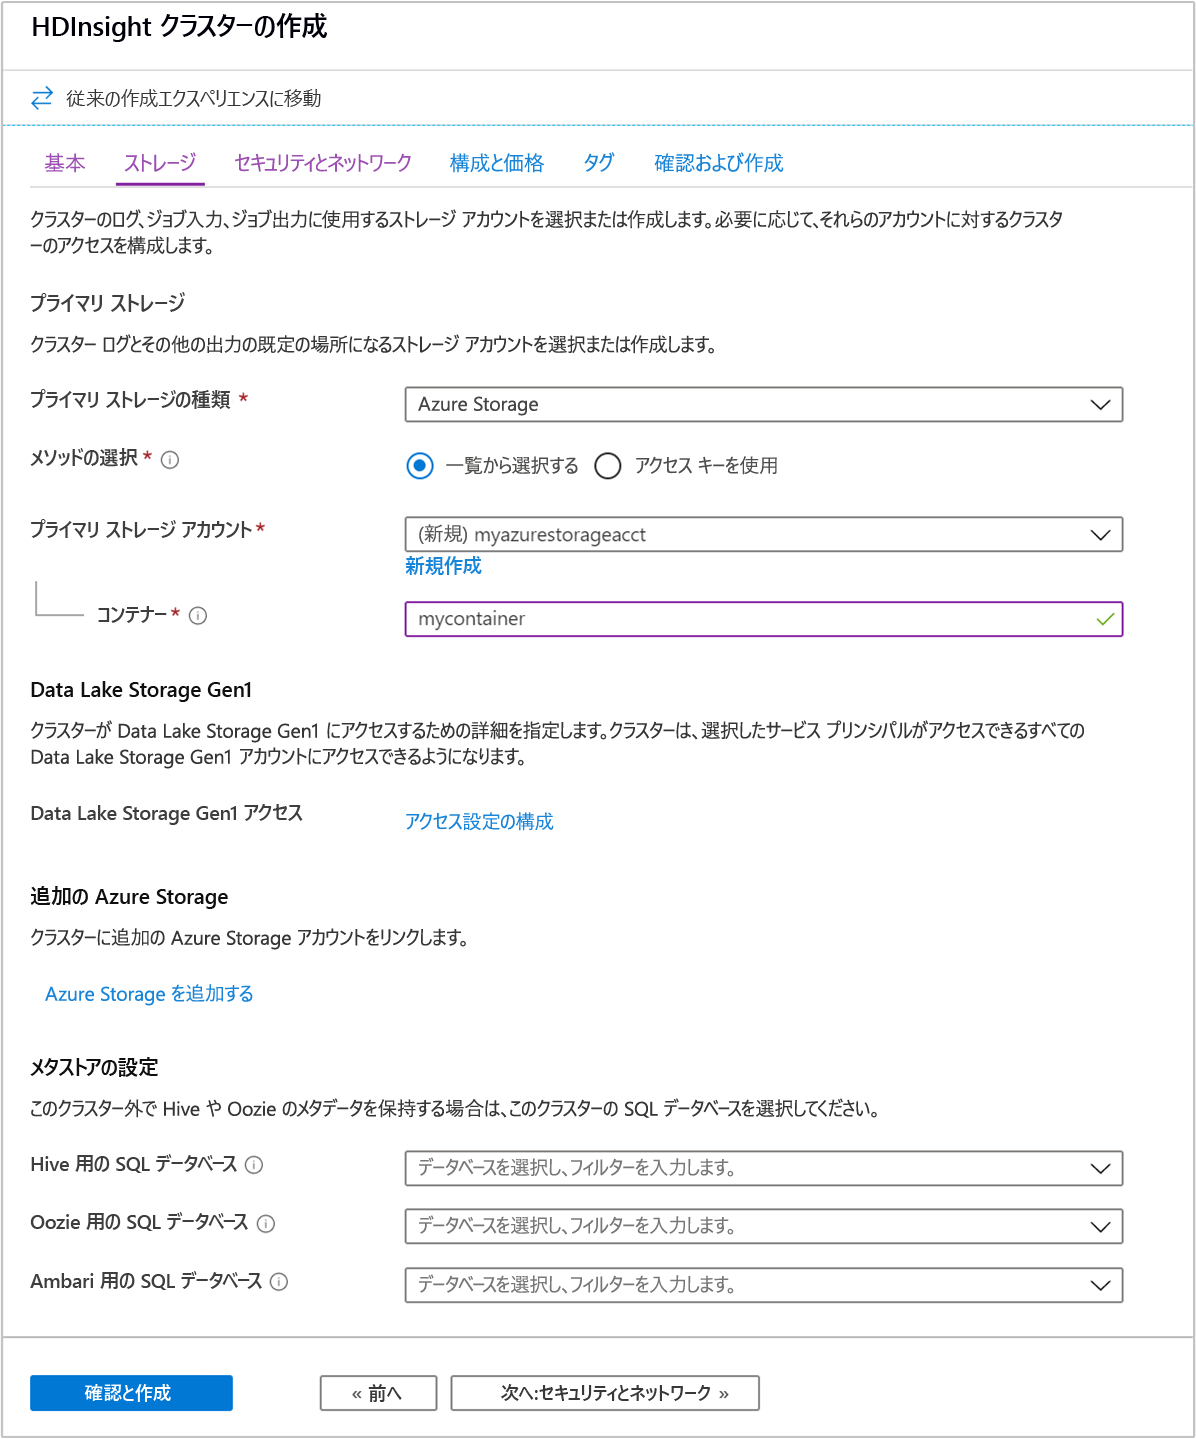 HDInsight クラスターの作成
従来の作成エクスペリエンスに移動
基本 ストレージ セキュリティとネットワーク 構成と価格 タグ 確認および作成
クラスターのログ、ジョブ入力、ジョブ出力に使用するストレージ アカウントを選択または作成します。必要に応じて、それらのアカウントに対するクラスタ
ーのアクセスを構成します。
プライマリ ストレージ
クラスター ログとその他の出力の既定の場所になるストレージ アカウントを選択または作成します。
プライマリ ストレージの種類 * Azure Storage
メソッドの選択 * 一覧から選択する アクセス キーを使用
プライマリ ストレージ アカウント * (新規) myazurestorageacct
新規作成
コンテナー * mycontainer
Data Lake Storage Gen1
クラスターが Data Lake Storage Gen1 にアクセスするための詳細を指定します。クラスターは、選択したサービス プリンシパルがアクセスできるすべての
Data Lake Storage Gen1 アカウントにアクセスできるようになります。
Data Lake Storage Gen1 アクセス アクセス設定の構成
追加の Azure Storage
クラスターに追加の Azure Storage アカウントをリンクします。
Azure Storage を追加する
メタストアの設定
このクラスター外で Hive や Oozie のメタデータを保持する場合は、このクラスターの SQL データベースを選択してください。
Hive 用の SQL データベース データベースを選択し、フィルターを入力します。
Oozie 用の SQL データベース データベースを選択し、フィルターを入力します。
Ambari 用の SQL データベース データベースを選択し、フィルターを入力します。
確認と作成 « 前へ 次へ:セキュリティとネットワーク »